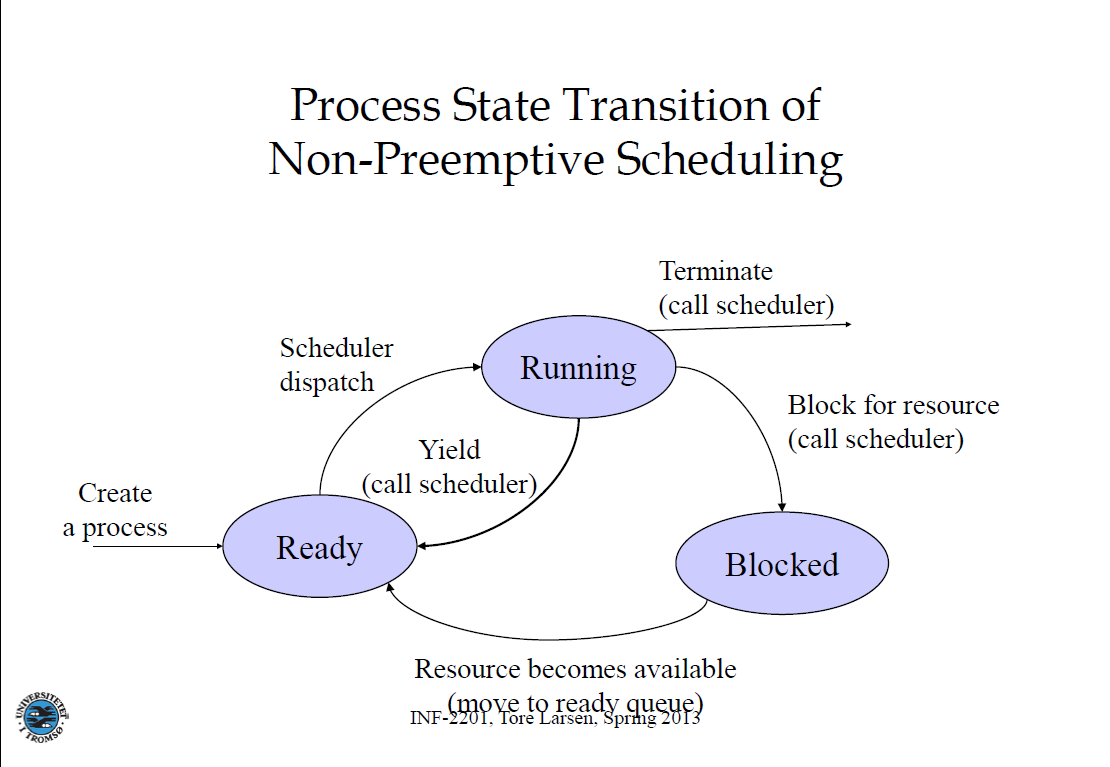 Process State Transition of
Non-Preemptive Scheduling
Terminate
(call scheduler)
Scheduler
dispatch
Running
Block for resource
(call scheduler)
Yield
(call scheduler)
Create
a process
Ready
Blocked
Resource becomes available
(move to ready queue)
INF-2201, Tore Larsen, Spring 2013
UNIVERSITETET
I TROMSØ